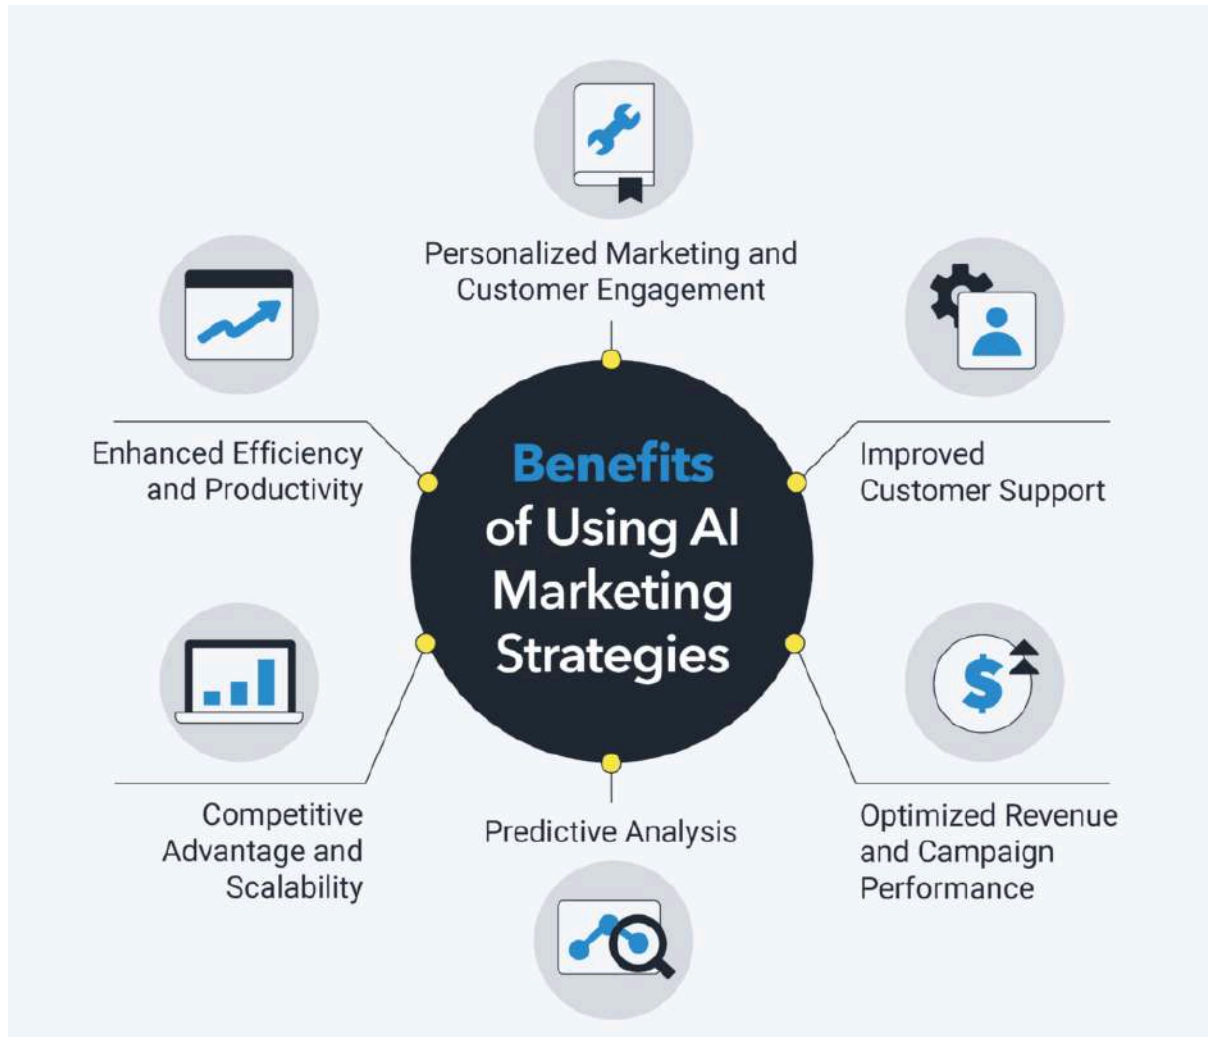 Personalized Marketing and
Customer Engagement
Enhanced Efficiency
and Productivity
Improved
Customer Support
Benefits
of Using AI
Marketing
Strategies
Competitive
Advantage and
Scalability
Predictive Analysis
Optimized Revenue
and Campaign
Performance
$